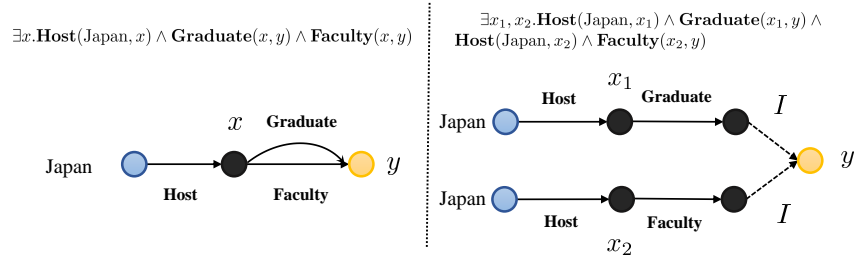 ∃x.Host(Japan, x) ∧ Graduate(x, y) ∧ Faculty(x, y)
x
Graduate
Japan
y
Host
Faculty
∃x₁, x₂.Host(Japan, x₁) ∧ Graduate(x₁, y) ∧
Host(Japan, x₂) ∧ Faculty(x₂, y)
x₁
Host
Graduate
I
Japan
y
Japan
Host
Faculty
I
x₂